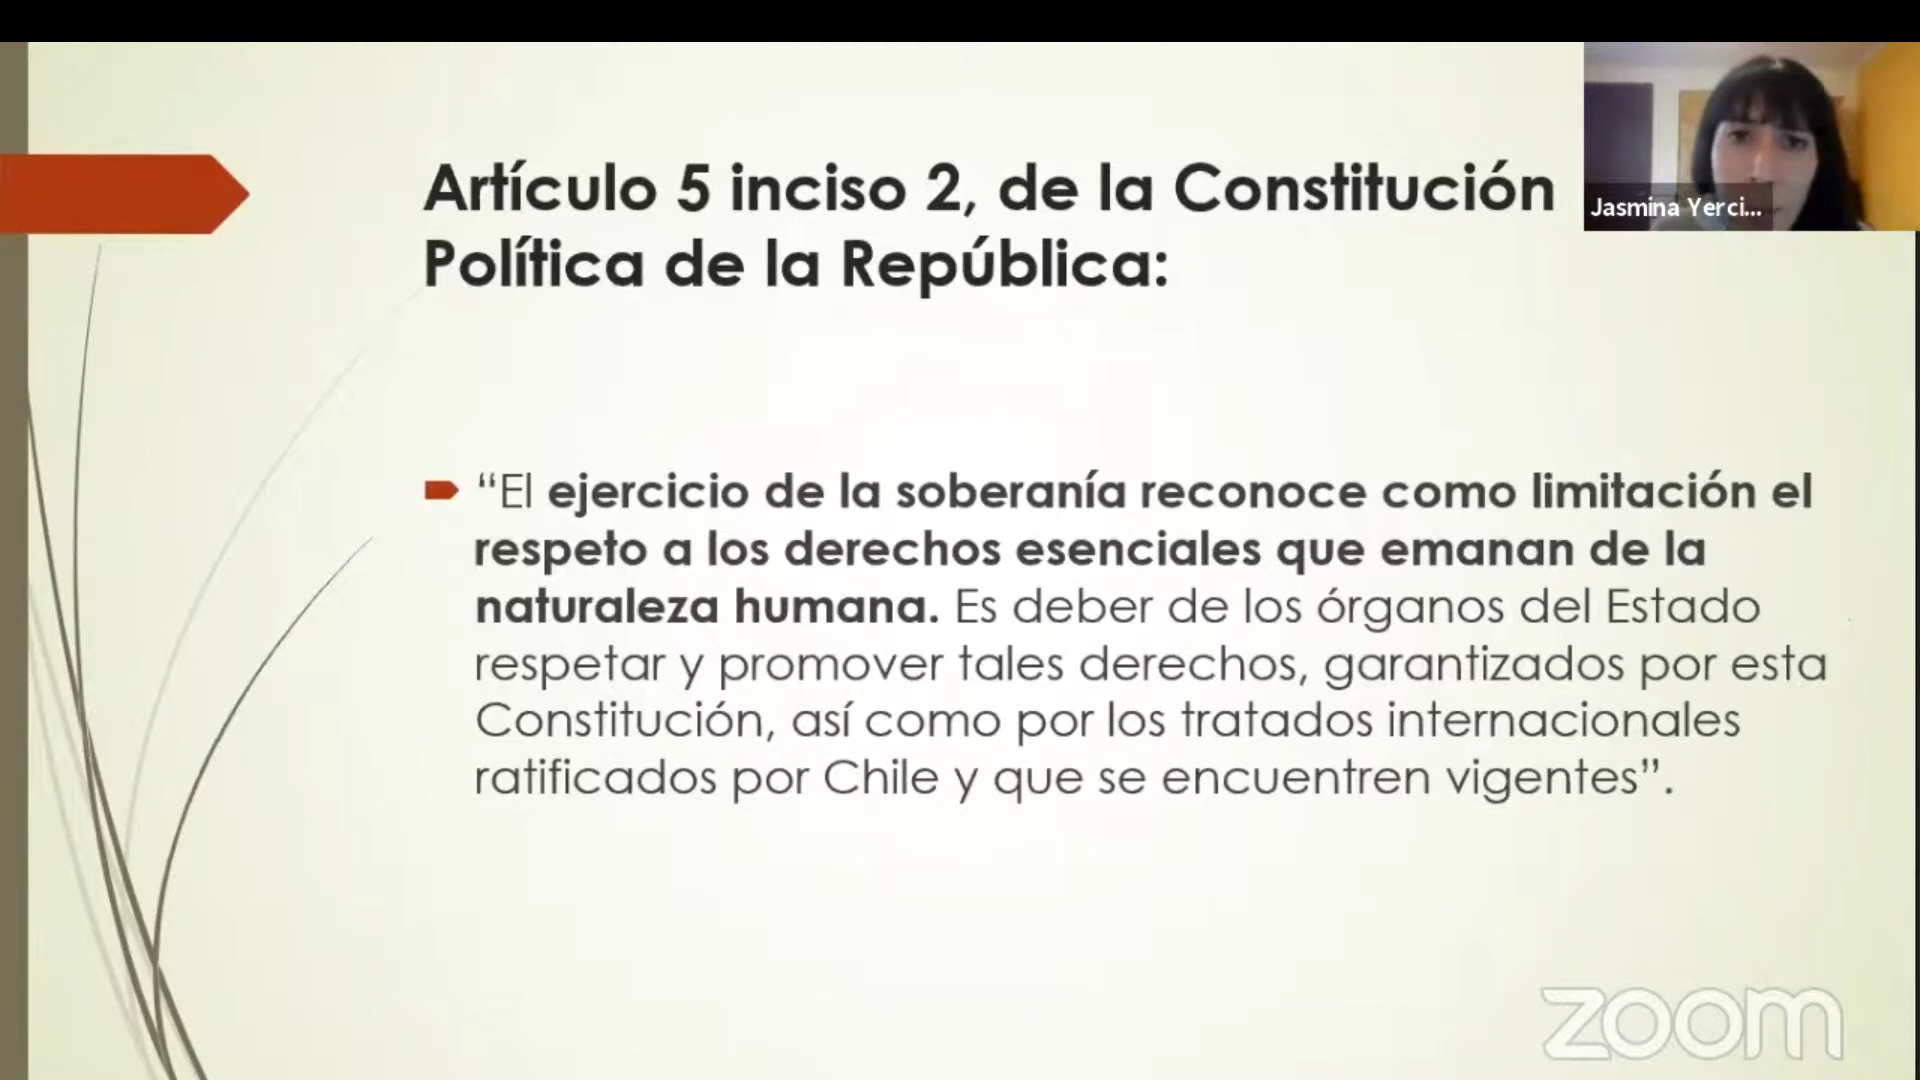 Artículo 5 inciso 2, de la Constitución
Política de la República:
Jasmina Yerci...
“El ejercicio de la soberanía reconoce como limitación el
respeto a los derechos esenciales que emanan de la
naturaleza humana. Es deber de los órganos del Estado
respetar y promover tales derechos, garantizados por esta
Constitución, así como por los tratados internacionales
ratificados por Chile y que se encuentren vigentes”.
zoom